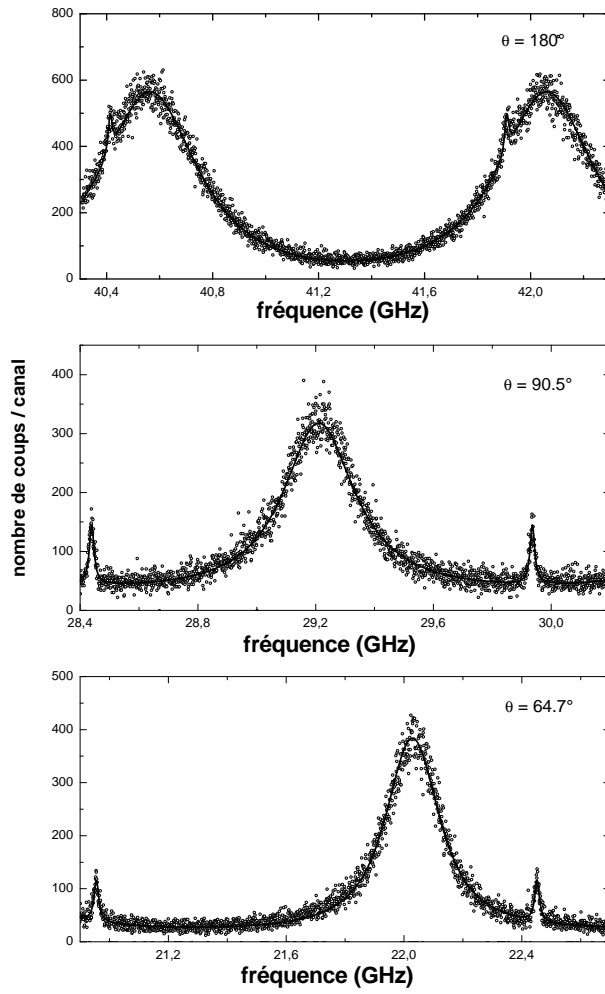 800
600
400
200
0
θ = 180°
40,4 40,8 41,2 41,6 42,0
fréquence (GHz)
nombre de coups / canal
400
300
200
100
0
θ = 90.5°
28,4 28,8 29,2 29,6 30,0
fréquence (GHz)
500
400
300
200
100
0
θ = 64.7°
21,2 21,6 22,0 22,4
fréquence (GHz)